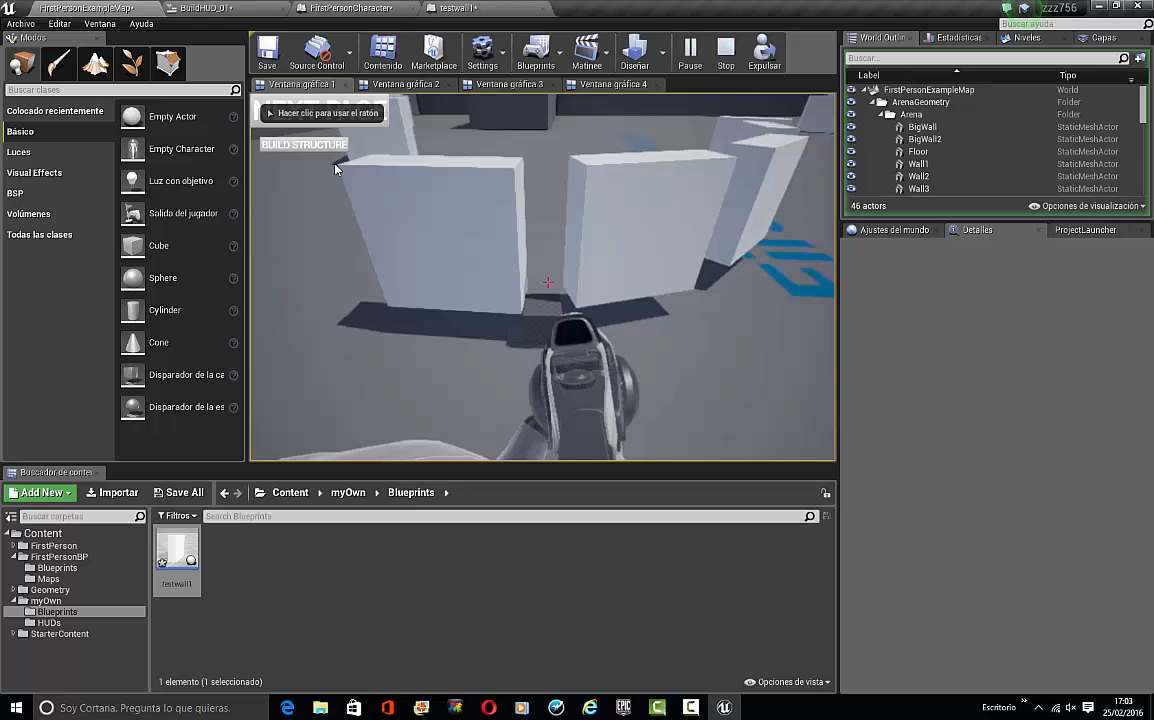 FirstPersonExampleMap*
BuildHUD_01*
FirstPersonCharacter*
testwall1*
zzz756
Archivo Editar Ventana Ayuda
Buscar ayuda
Modos
Save
Source Control
Contenido
Marketplace
Settings
Blueprints
Matinee
Diseñar
Pause
Stop
Expulsar
World Outlin
Estadísticas
Niveles
Capas
Buscar clases
Ventana gráfica 1
Ventana gráfica 2
Ventana gráfica 3
Ventana gráfica 4
Buscar...
Label
Tipo
Colocado recientemente
Básico
Luces
Visual Effects
BSP
Volúmenes
Todas las clases
Empty Actor
Empty Character
Luz con objetivo
Salida del jugador
Cube
Sphere
Cylinder
Cone
Disparador de la ca
Disparador de la es
Hacer clic para usar el ratón
BUILD STRUCTURE
FirstPersonExampleMap World
ArenaGeometry Folder
Arena Folder
BigWall StaticMeshActor
BigWall2 StaticMeshActor
Floor StaticMeshActor
Wall1 StaticMeshActor
Wall2 StaticMeshActor
Wall3 StaticMeshActor
46 actors
Opciones de visualización
Ajustes del mundo
Detalles
ProjectLauncher
Buscador de conte
Add New
Importar
Save All
Content
myOwn
Blueprints
Buscar carpetas
Filtros
Search Blueprints
Content
FirstPerson
FirstPersonBP
Blueprints
Maps
Geometry
myOwn
Blueprints
HUDs
StarterContent
testwall1
1 elemento (1 seleccionado)
Opciones de vista
Soy Cortana. Pregunta lo que quieras.
EPIC
Escritorio
17:03
25/02/2016